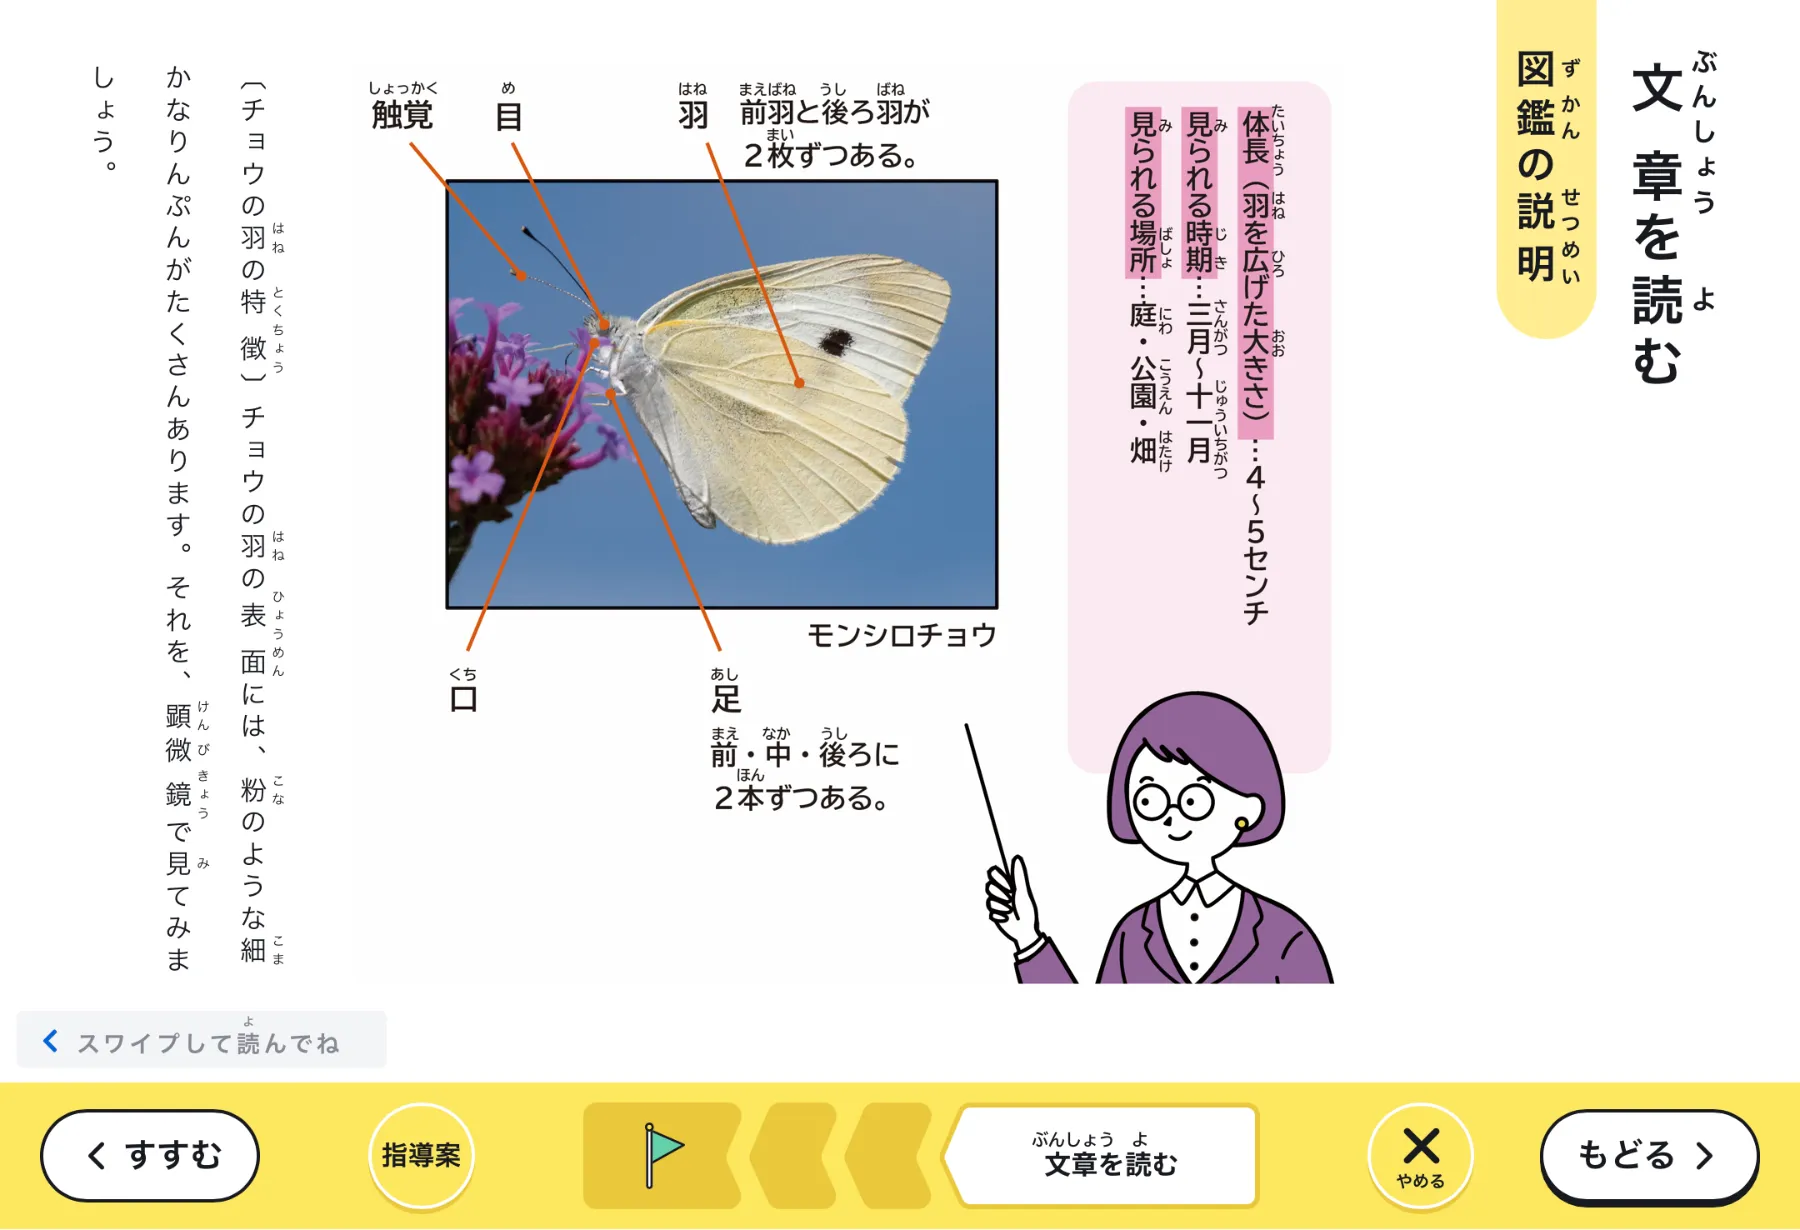 文章を読む
図鑑の説明
体長（羽を広げた大きさ）…4〜5センチ
見られる時期…三月〜十一月
見られる場所…庭・公園・畑
触覚
目
羽
前羽と後ろ羽が
2枚ずつある。
モンシロチョウ
口
足
前・中・後ろに
2本ずつある。
〔チョウの羽の特徴〕チョウの羽の表面には、粉のような細
かなりんぷんがたくさんあります。それを、顕微鏡で見てみま
しょう。
スワイプして読んでね
すすむ
指導案
文章を読む
やめる
もどる